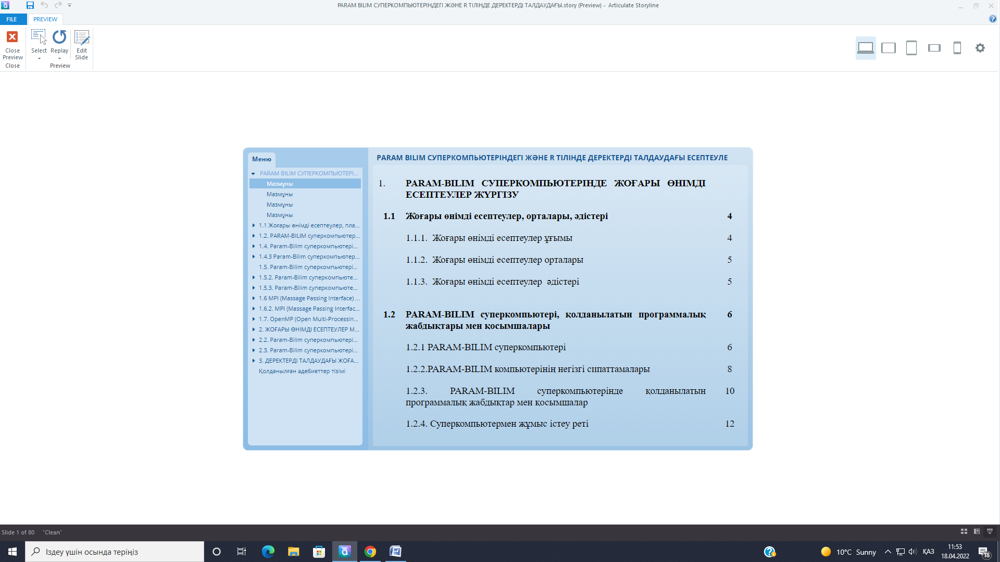 PARAM BILIM СУПЕРКОМПЬЮТЕРІНДЕГІ ЖӘНЕ R ТІЛІНДЕ ДЕРЕКТЕРДІ ТАЛДАУДАҒЫ.story (Preview) - Articulate Storyline
FILE PREVIEW
Close Preview
Select
Replay
Edit Slide
Close
Preview
Меню
PARAM BILIM СУПЕРКОМПЬЮТЕРІ...
Мазмұны
Мазмұны
Мазмұны
Мазмұны
1.1 Жоғары өнімді есептеулер, пла...
1.2. PARAM-BILIM суперкомпьютер...
1.4. Param-Bilim суперкомпьютері...
1.4.3 Param-Bilim суперкомпьютер...
1.5. Param-Bilim суперкомпьютері...
1.5.2. Param-Bilim суперкомпьюте...
1.5.3. Param-Bilim суперкомпьюте...
1.6 MPI (Massage Passing Interface) ...
1.6.2. MPI (Massage Passing Interfac...
1.7. OpenMP (Open Multi-Processin...
2. ЖОҒАРЫ ӨНІМДІ ЕСЕПТЕУЛЕР М...
2.2. Param-Bilim суперкомпьютері...
2.3. Param-Bilim суперкомпьютері...
3. ДЕРЕКТЕРДІ ТАЛДАУДАҒЫ ЖОҒА...
Қолданылған әдебиеттер тізімі
PARAM BILIM СУПЕРКОМПЬЮТЕРІНДЕГІ ЖӘНЕ R ТІЛІНДЕ ДЕРЕКТЕРДІ ТАЛДАУДАҒЫ ЕСЕПТЕУЛЕ
1. PARAM-BILIM СУПЕРКОМПЬЮТЕРІНДЕ ЖОҒАРЫ ӨНІМДІ
ЕСЕПТЕУЛЕР ЖҮРГІЗУ
1.1 Жоғары өнімді есептеулер, орталары, әдістері 4
1.1.1. Жоғары өнімді есептеулер ұғымы 4
1.1.2. Жоғары өнімді есептеулер орталары 5
1.1.3. Жоғары өнімді есептеулер әдістері 5
1.2 PARAM-BILIM суперкомпьютері, қолданылатын программалық 6
жабдықтары мен қосымшалары
1.2.1 PARAM-BILIM суперкомпьютері 6
1.2.2.PARAM-BILIM компьютерінің негізгі сипаттамалары 8
1.2.3. PARAM-BILIM суперкомпьютерінде қолданылатын 10
программалық жабдықтар мен қосымшалар
1.2.4. Суперкомпьютермен жұмыс істеу реті 12
Slide 1 of 80 "Clean"
Іздеу үшін осында теріңіз
10°C Sunny
ҚАЗ
11:53
18.04.2022
18